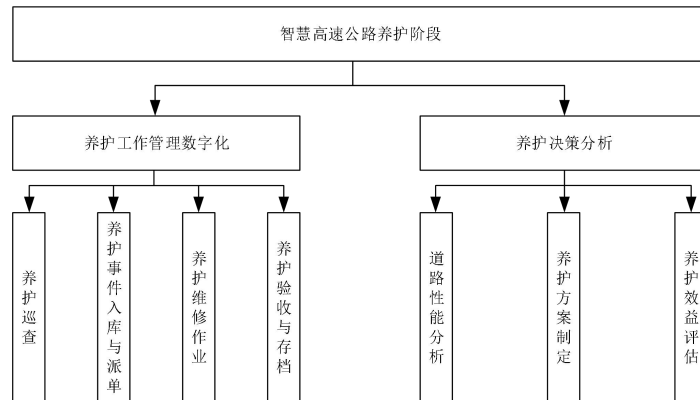 智慧高速公路养护阶段
养护工作管理数字化
养护决策分析
养护巡查
养护事件入库与派单
养护维修作业
养护验收与存档
道路性能分析
养护方案制定
养护效益评估